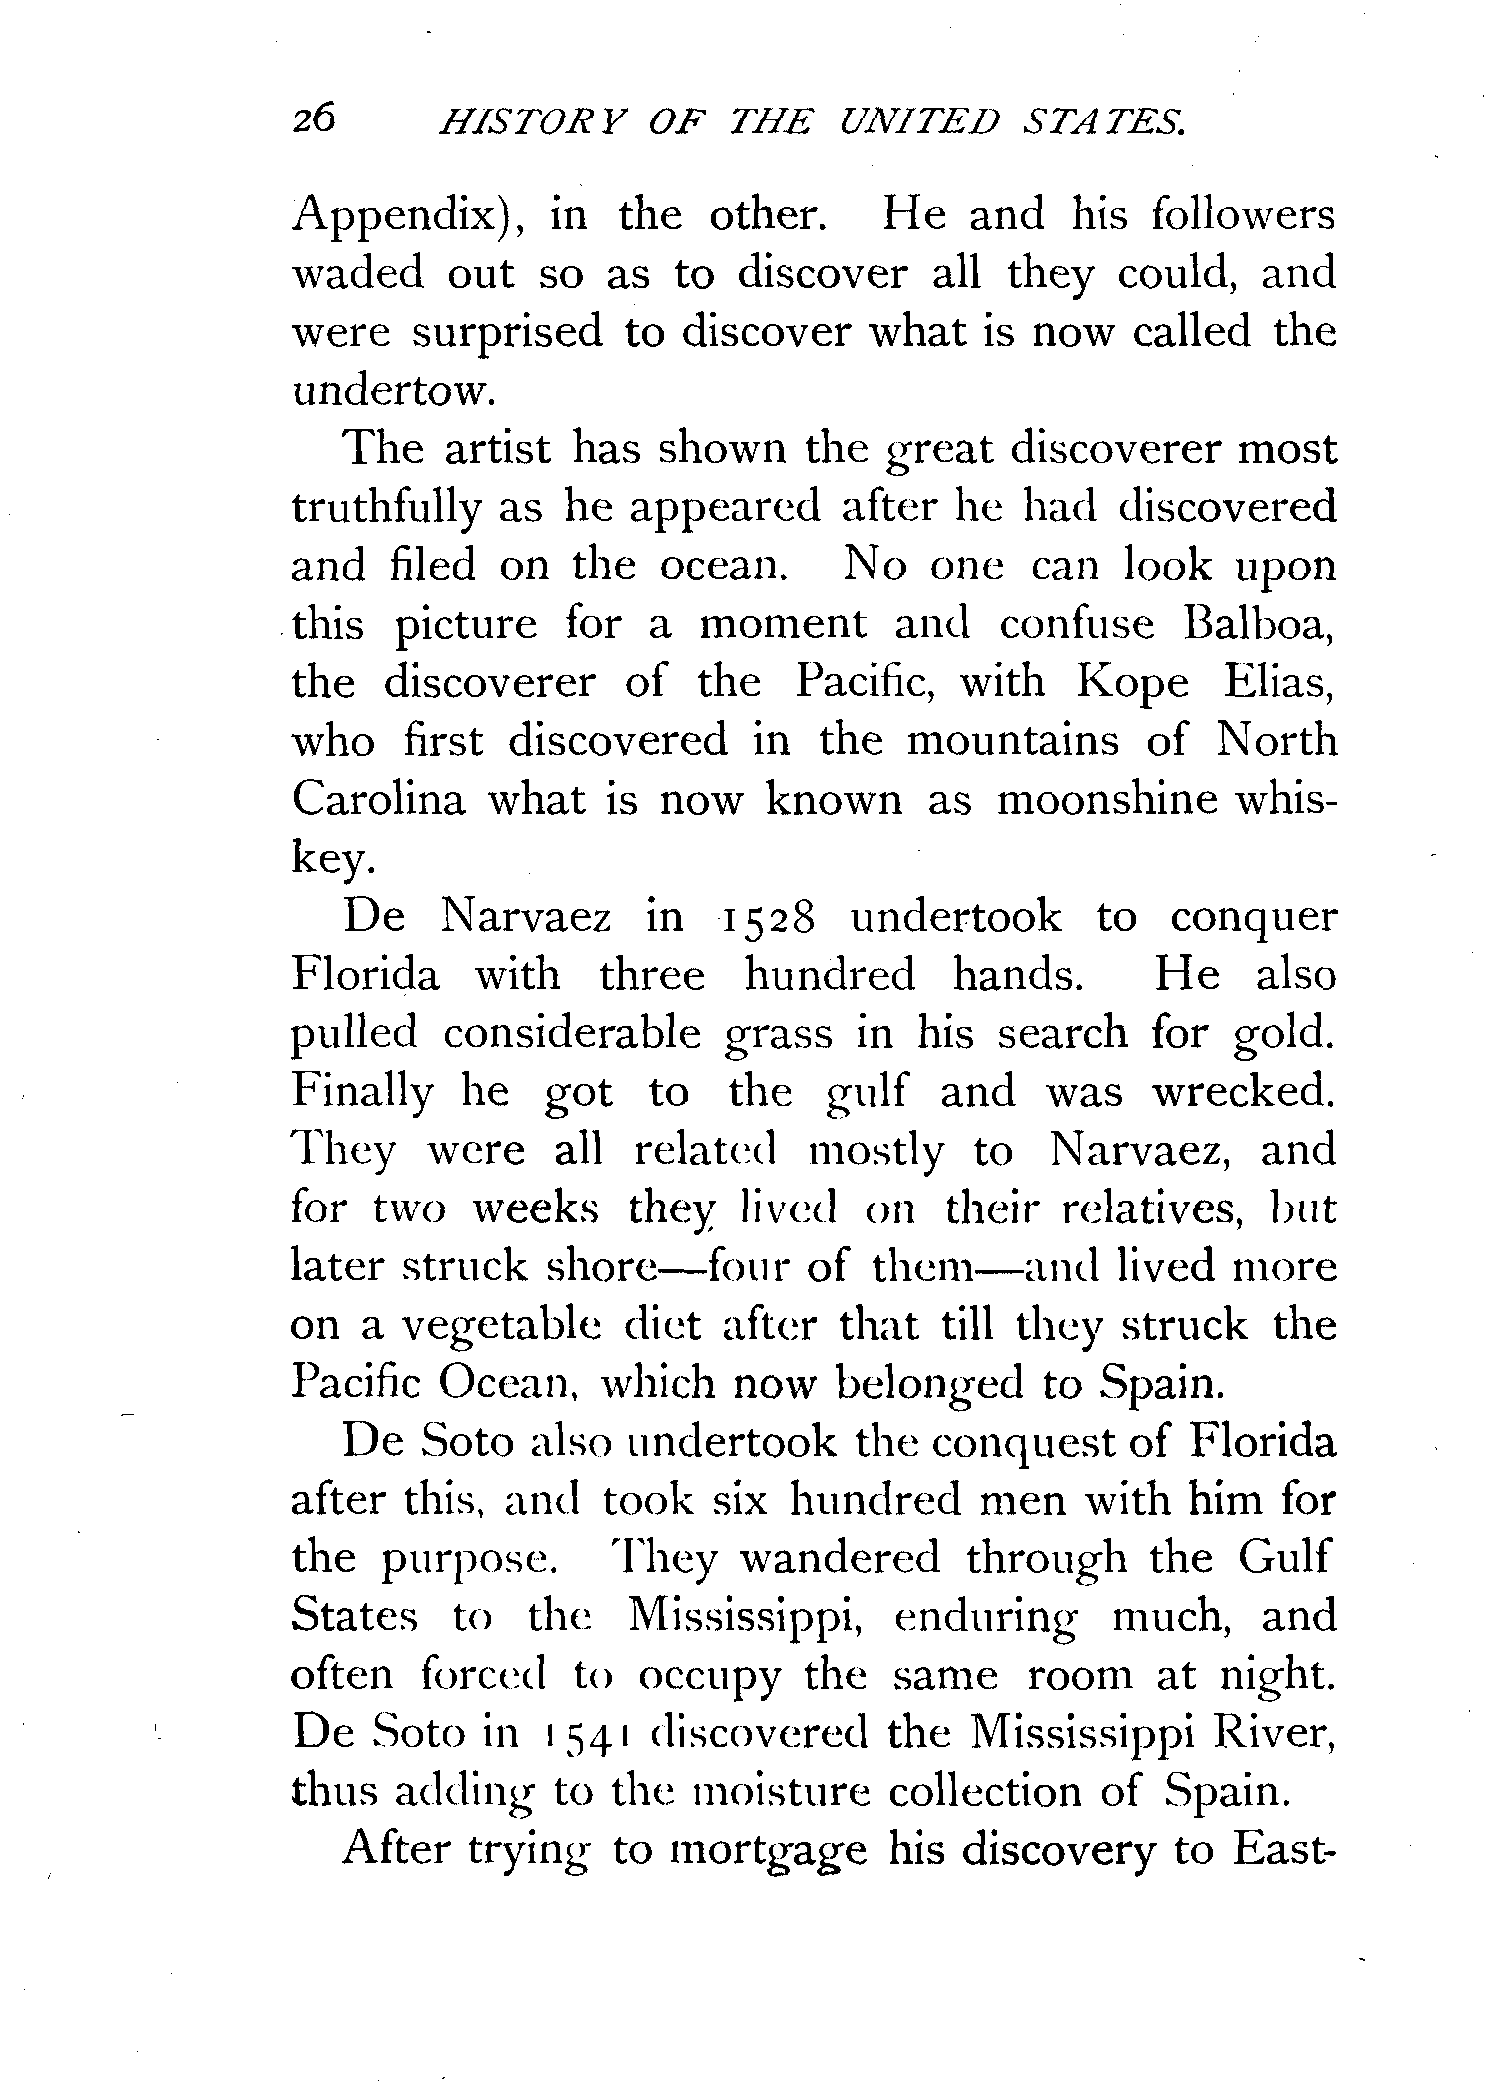 26 HISTORY OF THE UNITED STATES.
Appendix), in the other. He and his followers
waded out so as to discover all they could, and
were surprised to discover what is now called the
undertow.
The artist has shown the great discoverer most
truthfully as he appeared after he had discovered
and filed on the ocean. No one can look upon
this picture for a moment and confuse Balboa,
the discoverer of the Pacific, with Kope Elias,
who first discovered in the mountains of North
Carolina what is now known as moonshine whis-
key.
De Narvaez in 1528 undertook to conquer
Florida with three hundred hands. He also
pulled considerable grass in his search for gold.
Finally he got to the gulf and was wrecked.
They were all related mostly to Narvaez, and
for two weeks they lived on their relatives, but
later struck shore—four of them—and lived more
on a vegetable diet after that till they struck the
Pacific Ocean, which now belonged to Spain.
De Soto also undertook the conquest of Florida
after this, and took six hundred men with him for
the purpose. They wandered through the Gulf
States to the Mississippi, enduring much, and
often forced to occupy the same room at night.
De Soto in 1541 discovered the Mississippi River,
thus adding to the moisture collection of Spain.
After trying to mortgage his discovery to East-